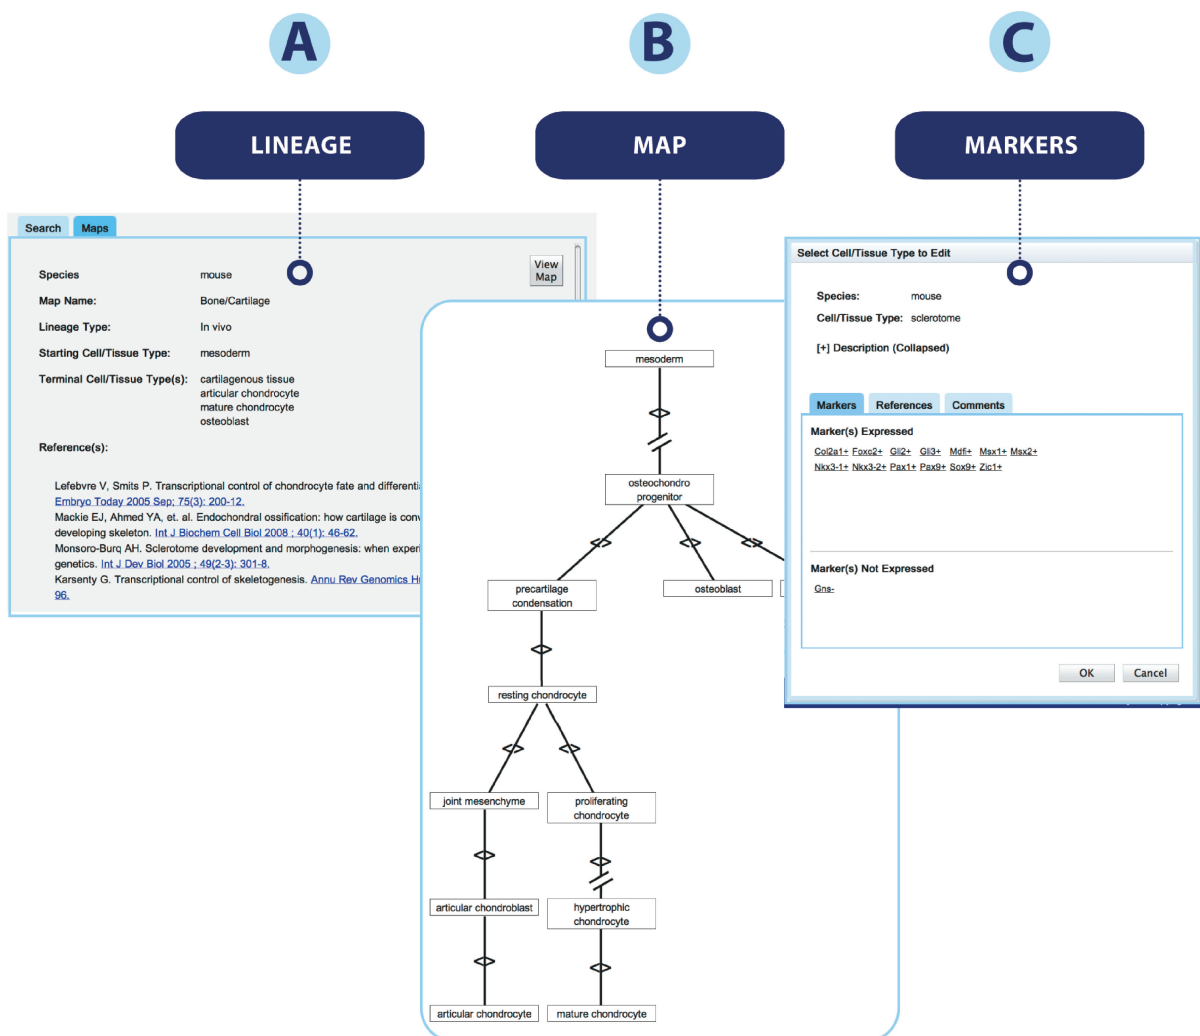 A
B
C
LINEAGE
MAP
MARKERS
Search
Maps
View
Map
Species
mouse
Map Name:
Bone/Cartilage
Lineage Type:
In vivo
Starting Cell/Tissue Type:
mesoderm
Terminal Cell/Tissue Type(s):
cartilagenous tissue
articular chondrocyte
mature chondrocyte
osteoblast
Reference(s):
Lefebvre V, Smits P. Transcriptional control of chondrocyte fate and
Embryo Today 2005 Sep; 75(3): 200-12.
Mackie EJ, Ahmed YA, et. al. Endochondral ossification: how cartilage is
developing skeleton. Int J Biochem Cell Biol 2008 ; 40(1): 46-62.
Monsoro-Burq AH. Sclerotome development and morphogenesis: when
genetics. Int J Dev Biol 2005 ; 49(2-3): 301-8.
Karsenty G. Transcriptional control of skeletogenesis. Annu Rev Genomics
96.
mesoderm
osteochondro
progenitor
precartilage
condensation
osteoblast
resting chondrocyte
joint mesenchyme
proliferating
chondrocyte
articular chondroblast
hypertrophic
chondrocyte
articular chondrocyte
mature chondrocyte
Select Cell/Tissue Type to Edit
Species:
mouse
Cell/Tissue Type:
sclerotome
[+] Description (Collapsed)
Markers
References
Comments
Marker(s) Expressed
Col2a1+ Foxc2+ Gli2+ Gli3+ Mdfi+ Msx1+ Msx2+
Nkx3-1+ Nkx3-2+ Pax1+ Pax9+ Sox9+ Zic1+
Marker(s) Not Expressed
Gns-
OK
Cancel